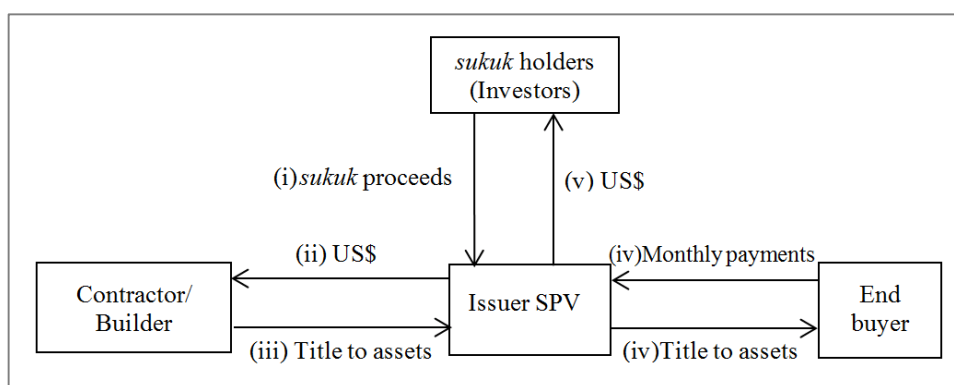 sukuk holders
(Investors)
(i)sukuk proceeds
(v) US$
(ii) US$
(iv)Monthly payments
Contractor/
Builder
Issuer SPV
End
buyer
(iii) Title to assets
(iv)Title to assets